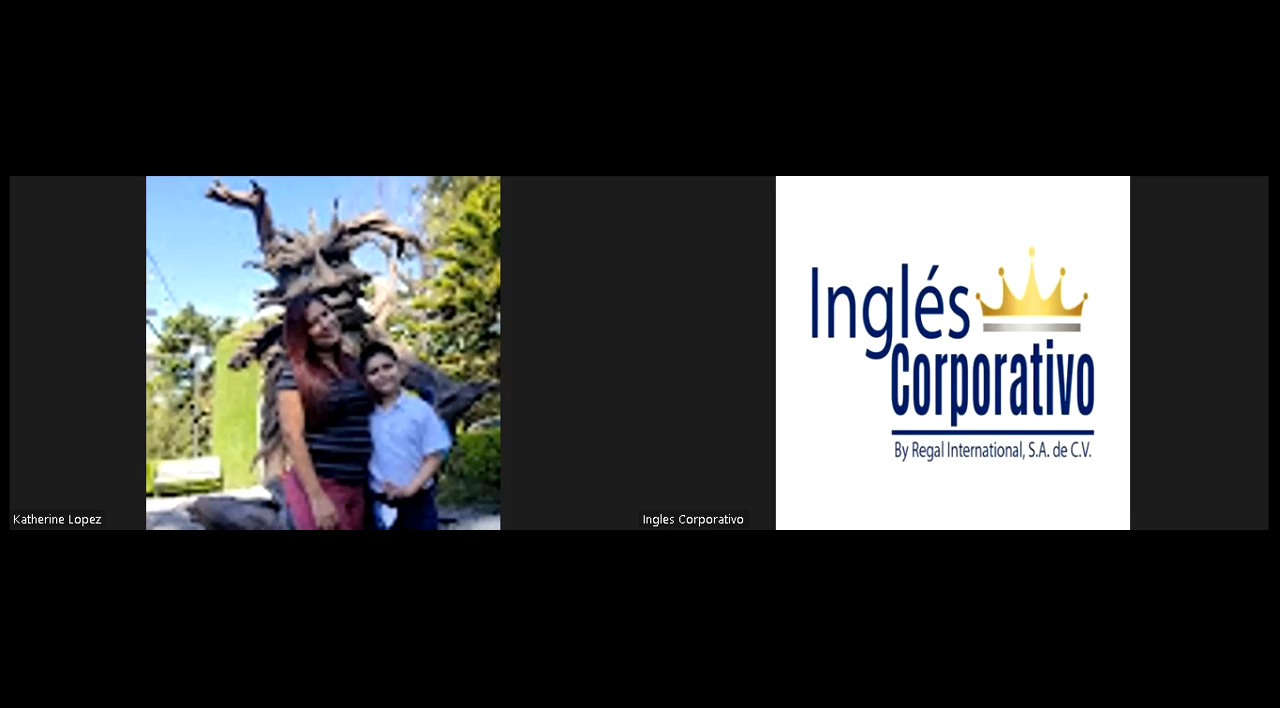 Inglés
Corporativo
By Regal International, S.A. de C.V.
Katherine Lopez
Ingles Corporativo